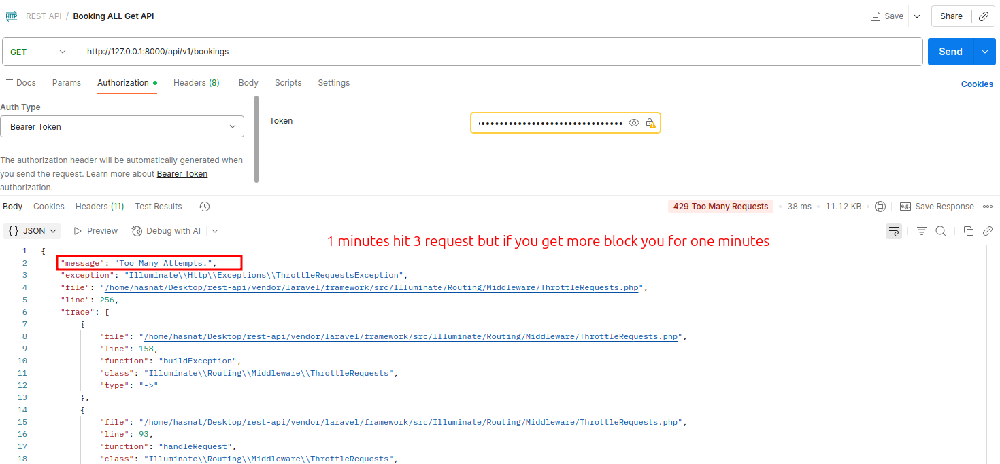 HTTP REST API / Booking ALL Get API Save Share
GET http://127.0.0.1:8000/api/v1/bookings Send
Docs Params Authorization Headers (8) Body Scripts Settings Cookies
Auth Type
Bearer Token
Token
The authorization header will be automatically generated when
you send the request. Learn more about Bearer Token
authorization.
Body Cookies Headers (11) Test Results 429 Too Many Requests 38 ms 11.12 KB e.g. Save Response
{} JSON Preview Debug with AI
1 minutes hit 3 request but if you get more block you for one minutes
1 {
2 "message": "Too Many Attempts.",
3 "exception": "Illuminate\\Http\\Exceptions\\ThrottleRequestsException",
4 "file": "/home/hasnat/Desktop/rest-api/vendor/laravel/framework/src/Illuminate/Routing/Middleware/ThrottleRequests.php",
5 "line": 256,
6 "trace": [
7 {
8 "file": "/home/hasnat/Desktop/rest-api/vendor/laravel/framework/src/Illuminate/Routing/Middleware/ThrottleRequests.php",
9 "line": 158,
10 "function": "buildException",
11 "class": "Illuminate\\Routing\\Middleware\\ThrottleRequests",
12 "type": "->"
13 },
14 {
15 "file": "/home/hasnat/Desktop/rest-api/vendor/laravel/framework/src/Illuminate/Routing/Middleware/ThrottleRequests.php",
16 "line": 93,
17 "function": "handleRequest",
18 "class": "Illuminate\\Routing\\Middleware\\ThrottleRequests",